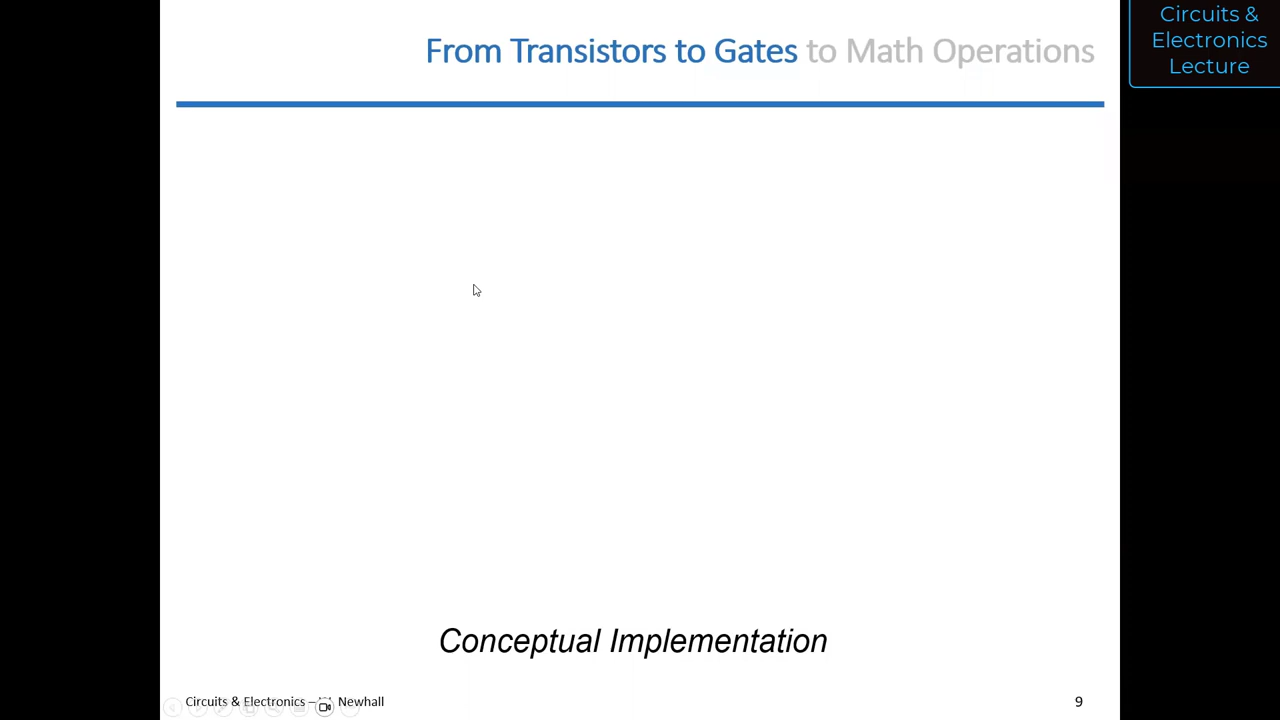 Circuits &
Electronics
Lecture
From Transistors to Gates to Math Operations
Conceptual Implementation
Circuits & Electronics – Newhall
9